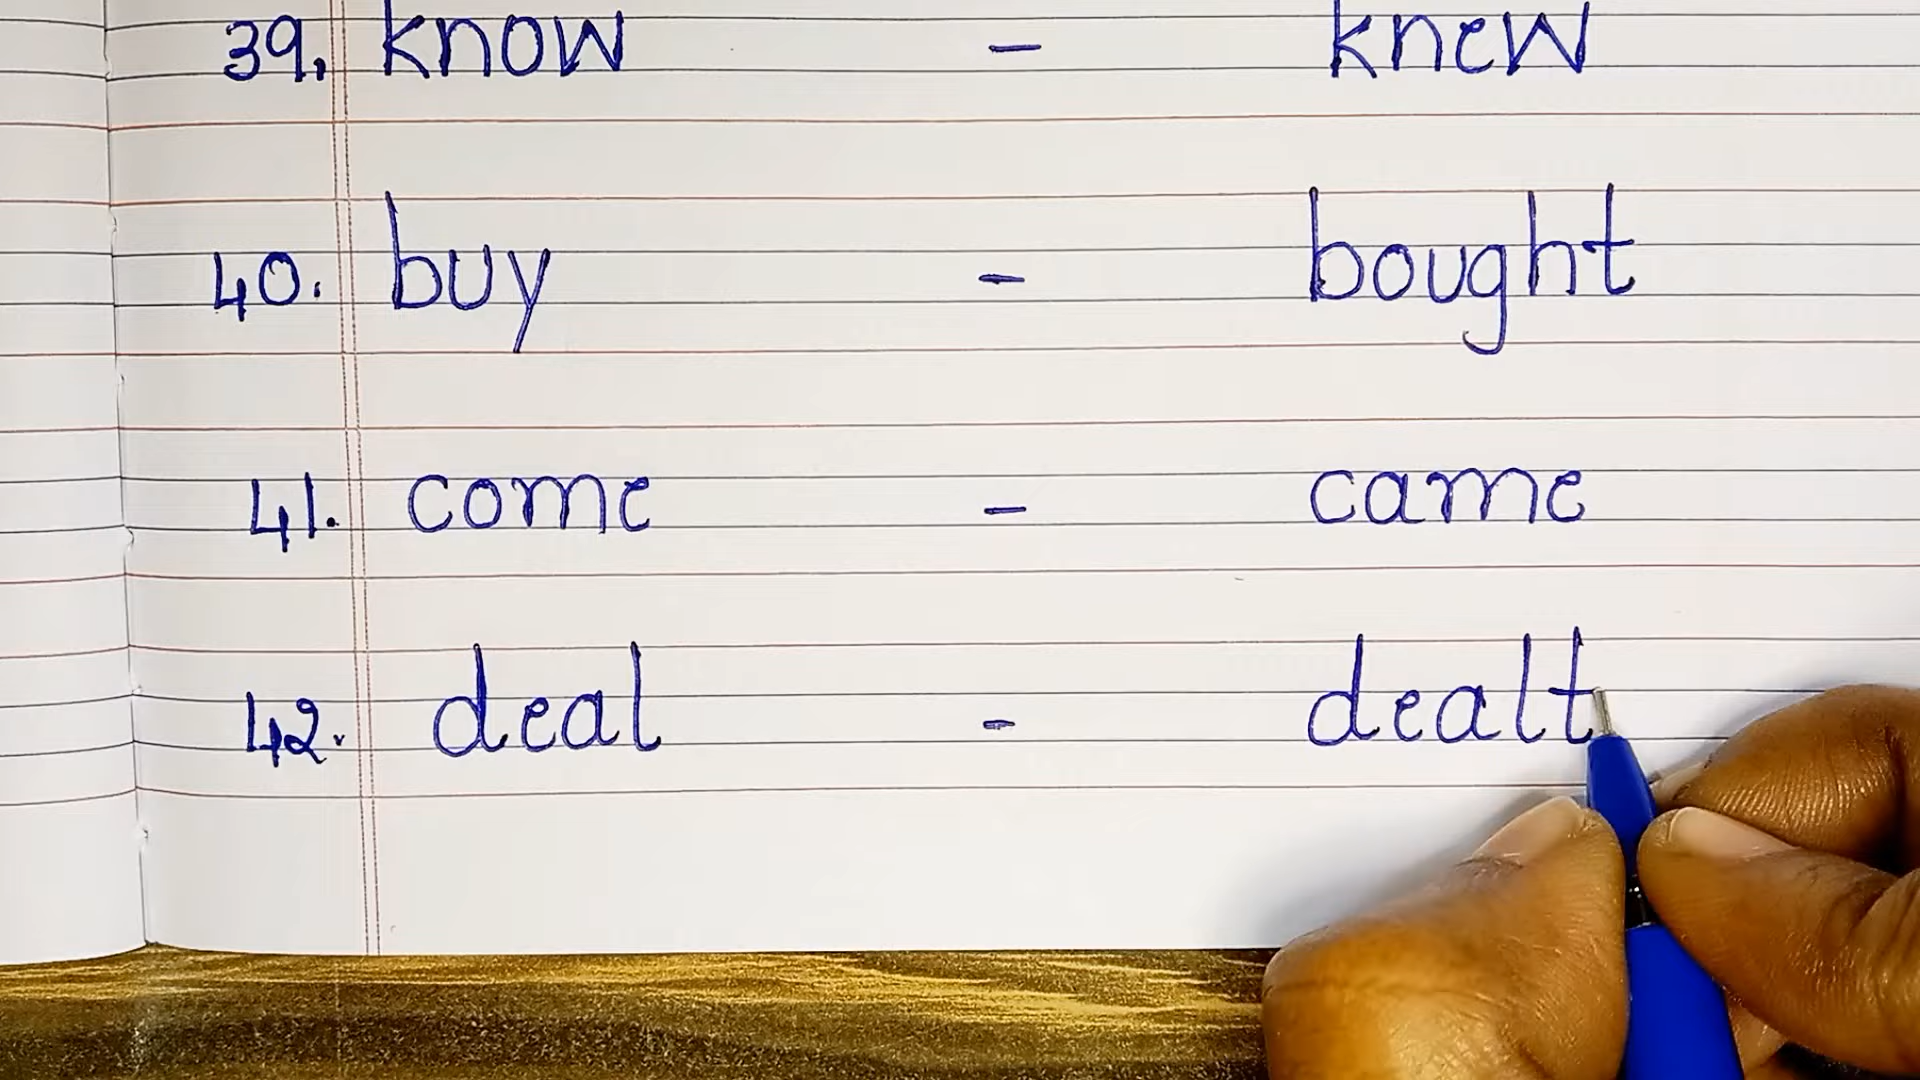 39. know - knew
40. buy - bought
41. come - came
42. deal - dealt